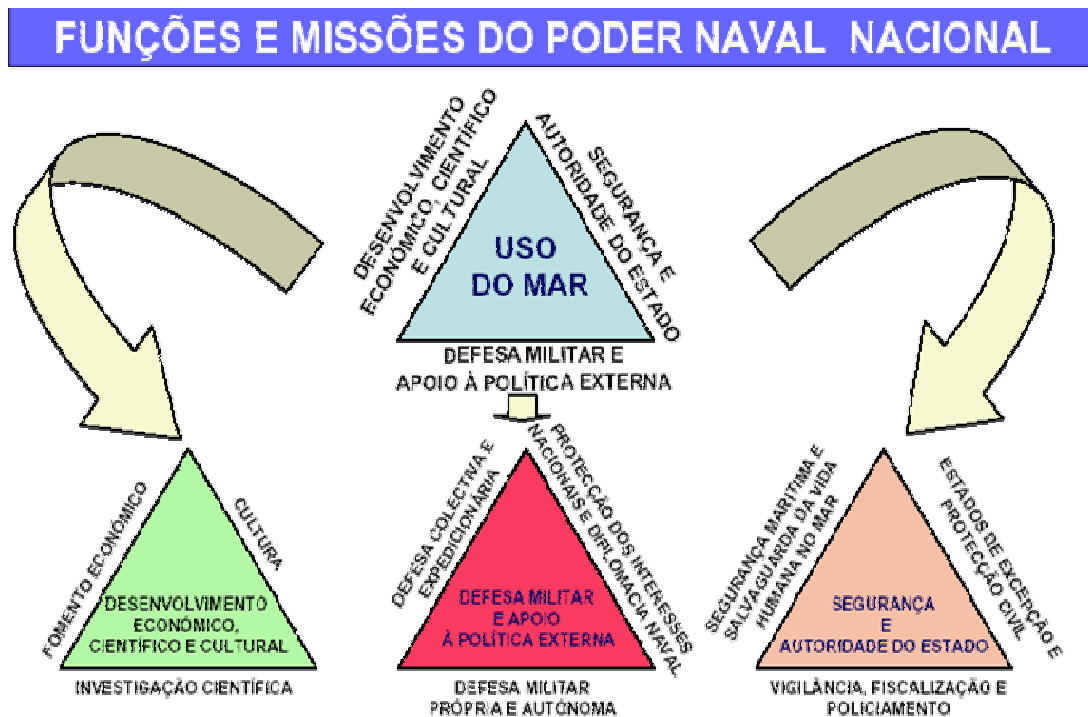 FUNÇÕES E MISSÕES DO PODER NAVAL NACIONAL
DESENVOLVIMENTO
ECONÓMICO, CIENTÍFICO
E CULTURAL
SEGURANÇA E
AUTORIDADE DO ESTADO
USO
DO MAR
DEFESA MILITAR E
APOIO À POLÍTICA EXTERNA
FOMENTO ECONÓMICO
CULTURA
DESENVOLVIMENTO
ECONÓMICO,
CIENTÍFICO E CULTURAL
INVESTIGAÇÃO CIENTÍFICA
DEFESA COLECTIVA E
EXPEDICIONÁRIA
PROTECÇÃO DOS INTERESSES
NACIONAIS E DIPLOMACIA NAVAL
DEFESA MILITAR
E APOIO
À POLÍTICA EXTERNA
DEFESA MILITAR
PRÓPRIA E AUTÓNOMA
SEGURANÇA MARÍTIMA E
SALVAGUARDA DA VIDA
HUMANA NO MAR
ESTADOS DE EXCEPÇÃO E
PROTECÇÃO CIVIL
SEGURANÇA
E
AUTORIDADE DO ESTADO
VIGILÂNCIA, FISCALIZAÇÃO E
POLICIAMENTO